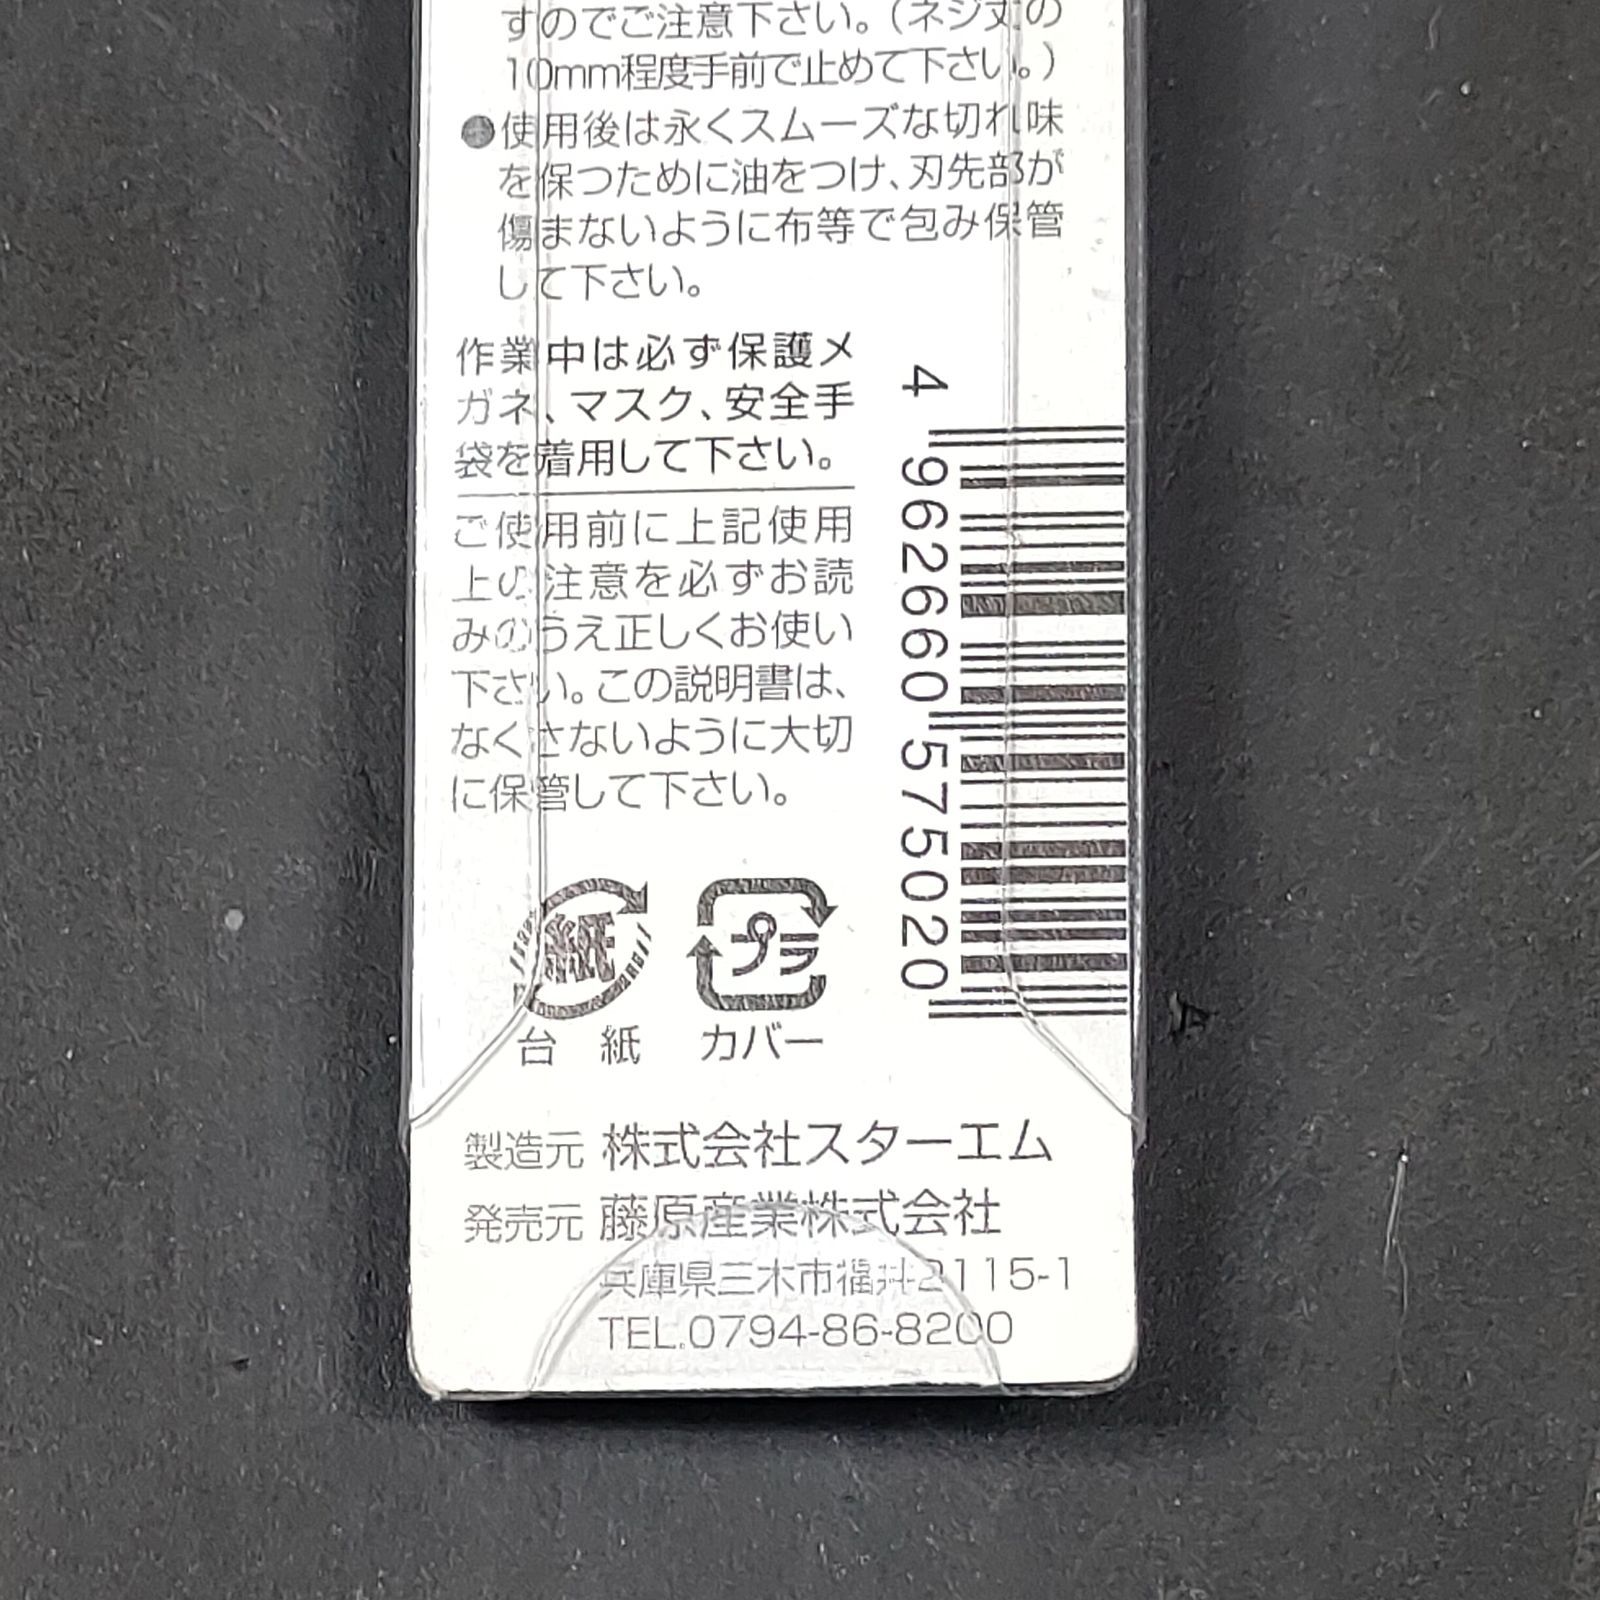 すのでご注意下さい。(ネジ丈の
10mm程度手前で止めて下さい。)
●使用後は永くスムーズな切れ味
を保つために油をつけ、刃先部が
傷まないように布等で包み保管
して下さい。
作業中は必ず保護メ
ガネ、マスク、安全手
袋を着用して下さい。
ご使用前に上記使用
上の注意を必ずお読
みのうえ正しくお使い
下さい。この説明書は、
なくさないように大切
に保管して下さい。
4 962660 575020
紙
プラ
台紙
カバー
製造元 株式会社スターエム
発売元 藤原産業株式会社
兵庫県三木市福井2115-1
TEL.0794-86-8200